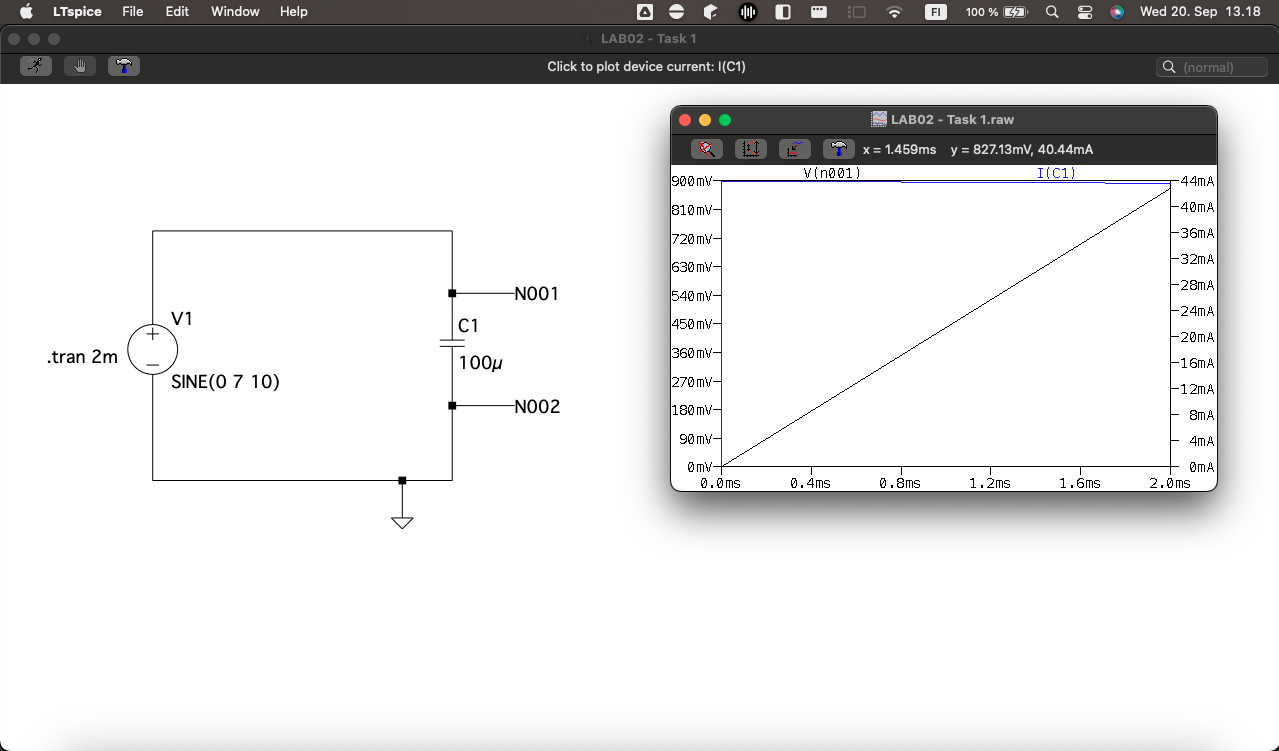 LTspice File Edit Window Help FI 100 % Wed 20. Sep 13.18
LAB02 - Task 1
Click to plot device current: I(C1)
(normal)
V1
.tran 2m
SINE(0 7 10)
N001
C1
100µ
N002
LAB02 - Task 1.raw
x = 1.459ms y = 827.13mV, 40.44mA
V(n001) I(C1)
900mV 44mA
810mV 40mA
720mV 36mA
630mV 32mA
540mV 28mA
450mV 24mA
360mV 20mA
270mV 16mA
180mV 12mA
90mV 8mA
0mV 4mA
0mA
0.0ms 0.4ms 0.8ms 1.2ms 1.6ms 2.0ms